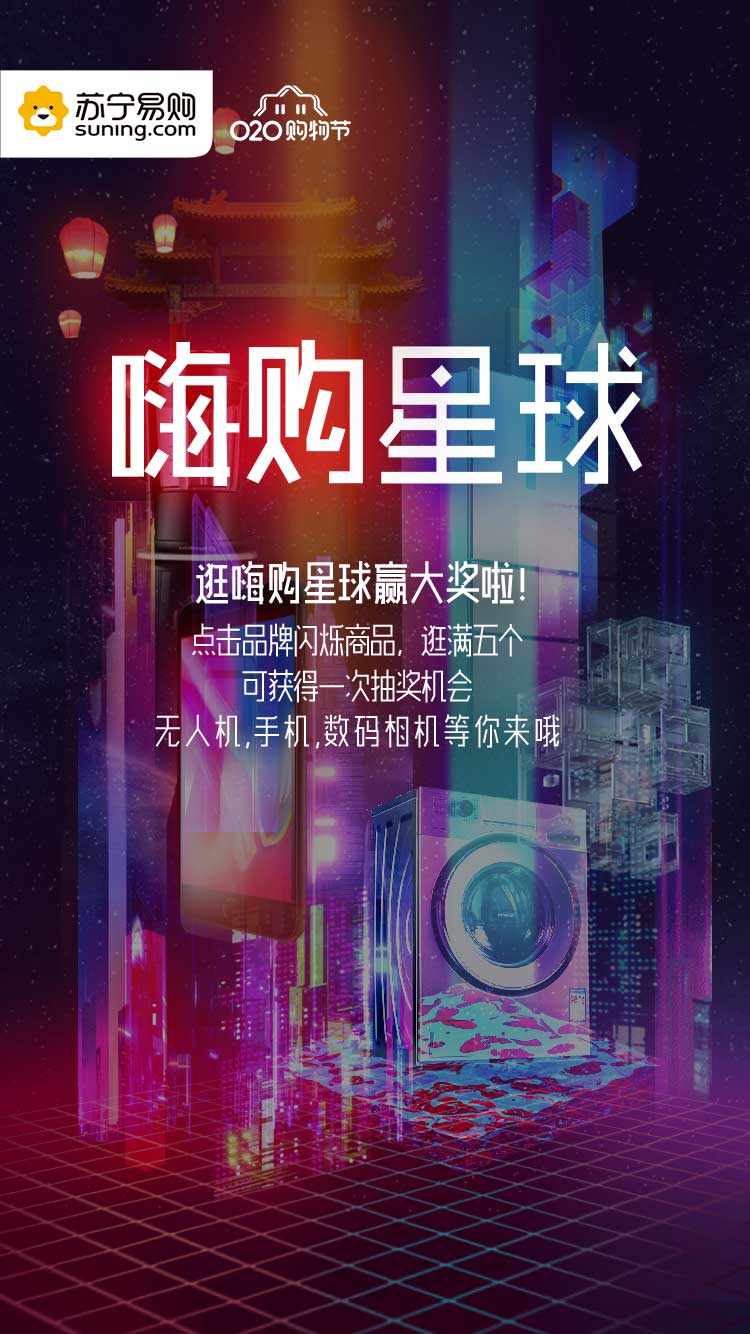 苏宁易购
suning.com
O2O购物节
嗨购星球
逛嗨购星球赢大奖啦!
点击品牌闪烁商品，逛满五个
可获得一次抽奖机会
无人机,手机,数码相机等你来哦